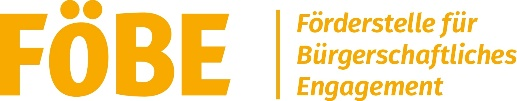 FÖBE
Förderstelle für
Bürgerschaftliches
Engagement